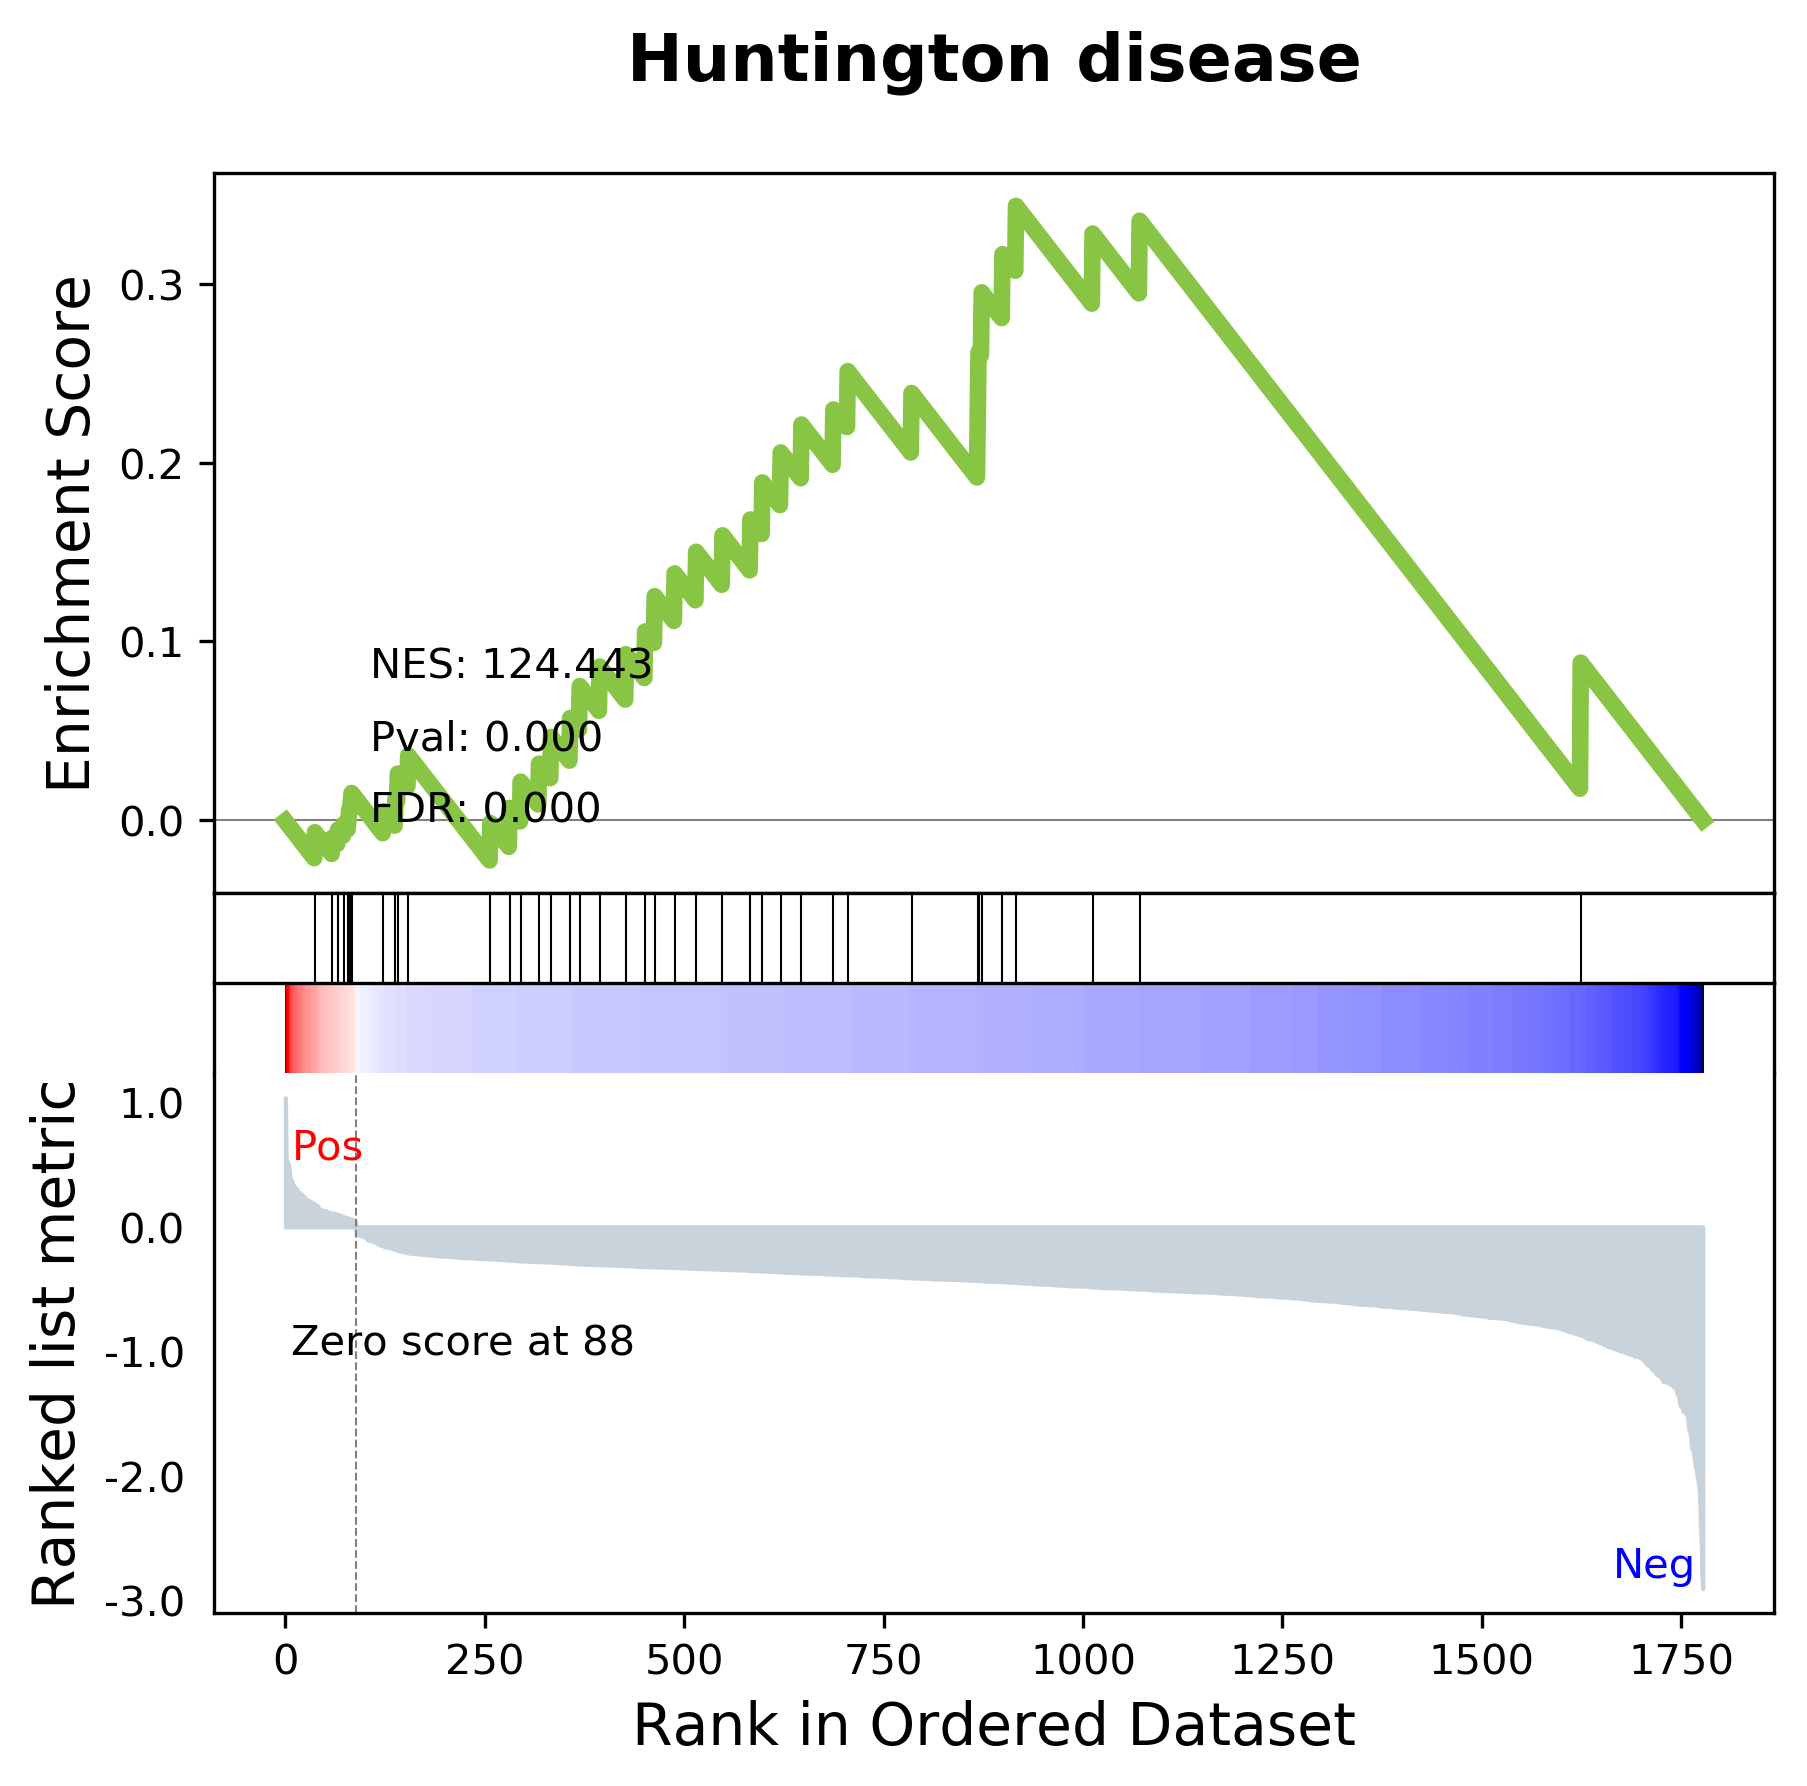 Huntington disease
Enrichment Score
0.3
0.2
0.1
0.0
NES: 124.443
Pval: 0.000
FDR: 0.000
Ranked list metric
1.0
0.0
-1.0
-2.0
-3.0
Pos
Zero score at 88
Neg
0 250 500 750 1000 1250 1500 1750
Rank in Ordered Dataset